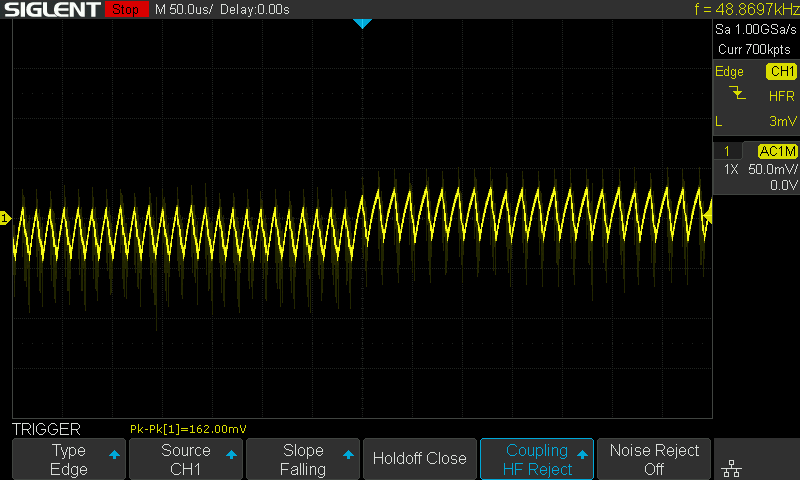 SIGLENT Stop M 50.0us/ Delay:0.00s f = 48.8697kHz
Sa 1.00GSa/s
Curr 700kpts
Edge CH1
HFR
L 3mV
1 AC1M
1X 50.0mV/
0.0V
1
TRIGGER Pk-Pk[1]=162.00mV
Type Source Slope Holdoff Close Coupling Noise Reject
Edge CH1 Falling HF Reject Off